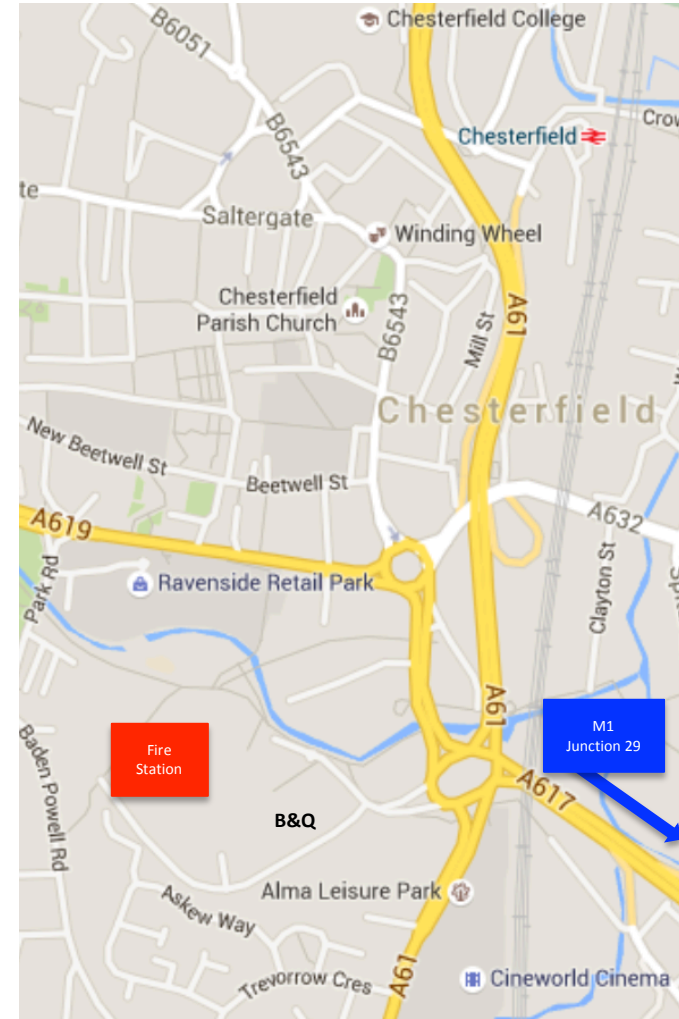 B6051
Chesterfield College
B6543
Chesterfield
Crow
te
Saltergate
Winding Wheel
Chesterfield
Parish Church
B6543
A61
Mill St
Chesterfield
New Beetwell St
Beetwell St
A619
A632
Ravenside Retail Park
Park Rd
Clayton St
Sp
A61
M1
Junction 29
Fire
Station
Baden Powell Rd
A617
B&Q
Alma Leisure Park
Askew Way
Trevorrow Cres
A61
Cineworld Cinema